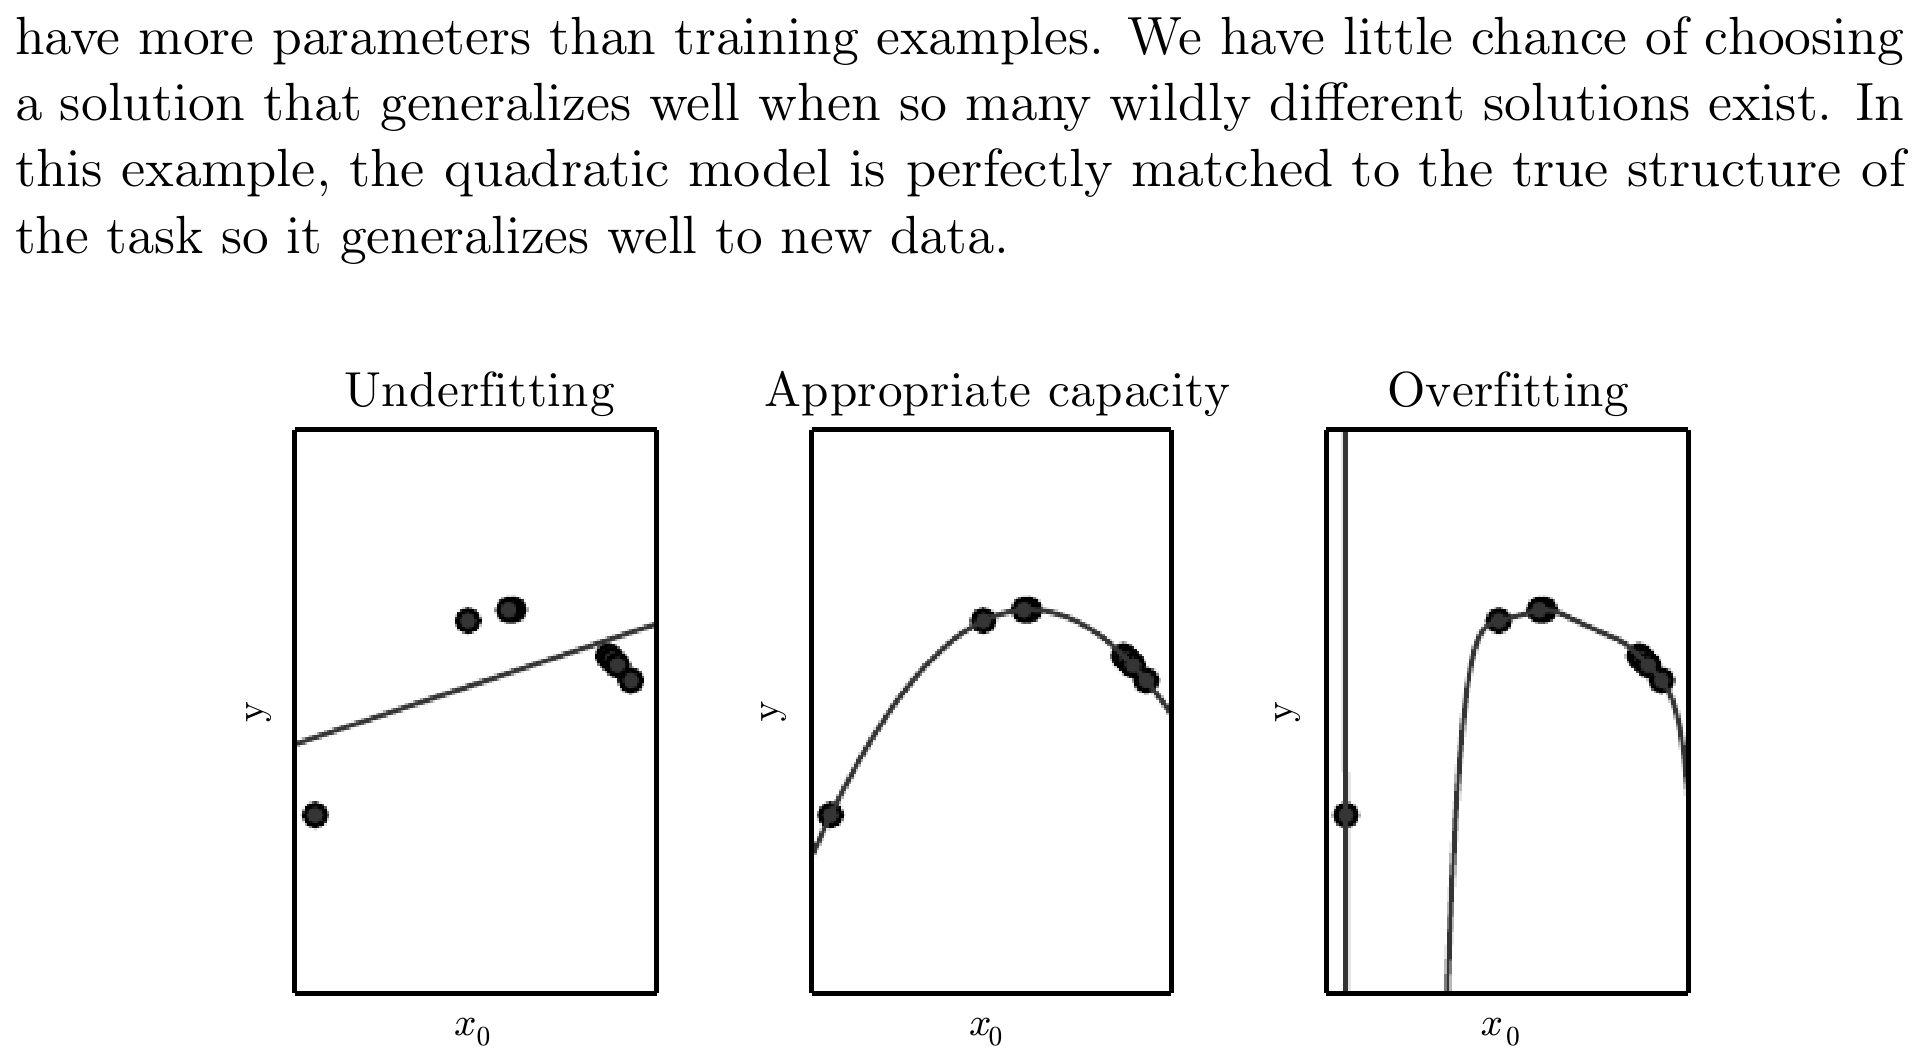 have more parameters than training examples. We have little chance of choosing
a solution that generalizes well when so many wildly different solutions exist. In
this example, the quadratic model is perfectly matched to the true structure of
the task so it generalizes well to new data.
Underfitting
Appropriate capacity
Overfitting
y
y
y
x₀
x₀
x₀